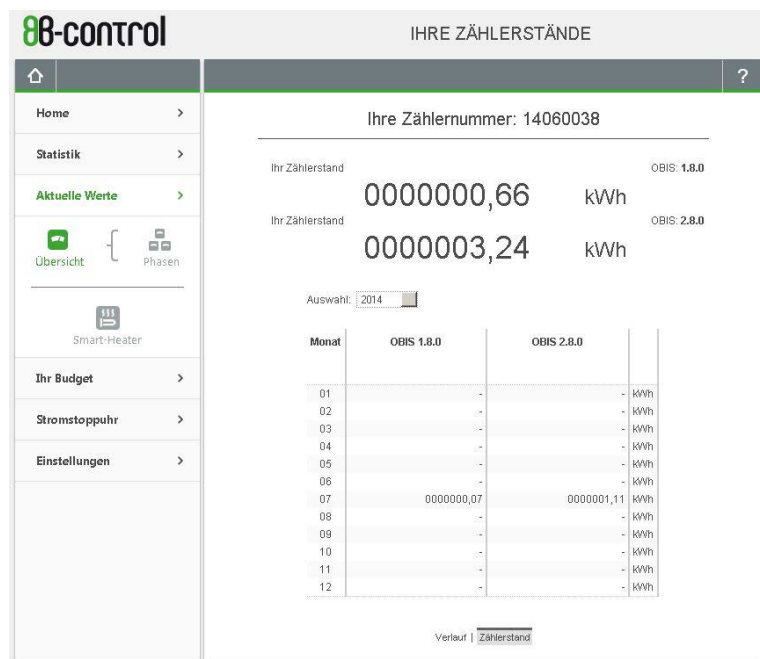 B-control
IHRE ZÄHLERSTÄNDE
?
Home
Statistik
Aktuelle Werte
Übersicht
Phasen
Smart-Heater
Ihr Budget
Stromstoppuhr
Einstellungen
Ihre Zählernummer: 14060038
Ihr Zählerstand OBIS: 1.8.0
0000000,66 kWh
Ihr Zählerstand OBIS: 2.8.0
0000003,24 kWh
Auswahl: 2014
Monat OBIS 1.8.0 OBIS 2.8.0
01 - - kWh
02 - - kWh
03 - - kWh
04 - - kWh
05 - - kWh
06 - - kWh
07 0000000,07 0000001,11 kWh
08 - - kWh
09 - - kWh
10 - - kWh
11 - - kWh
12 - - kWh
Verlauf | Zählerstand